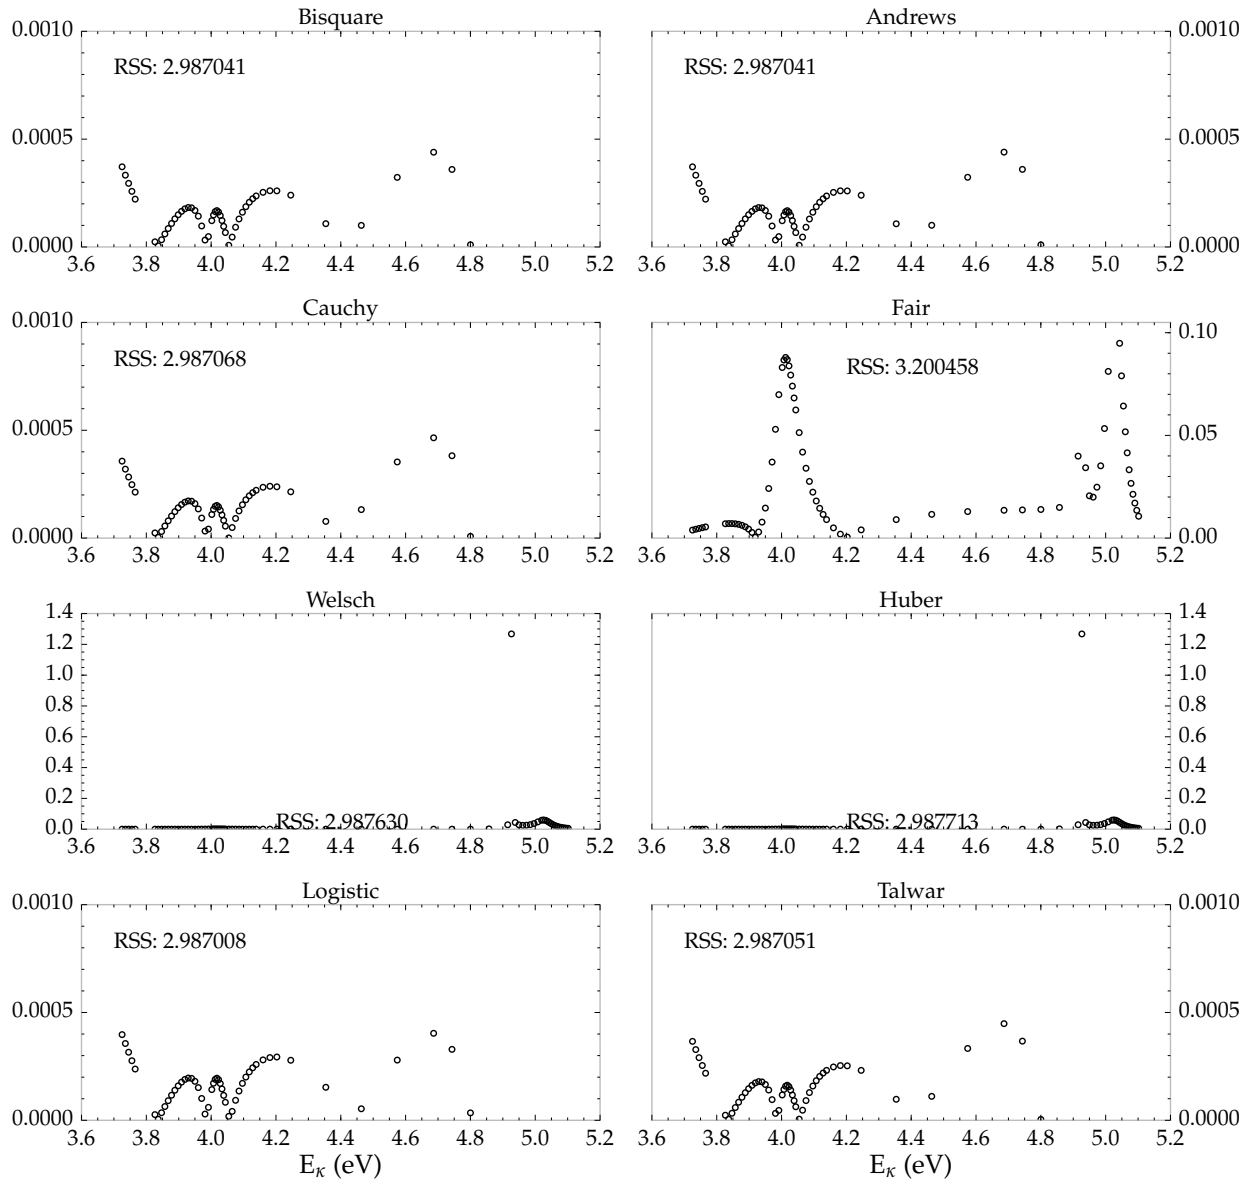 Bisquare Andrews
0.0010 0.0010
RSS: 2.987041 RSS: 2.987041
0.0005 0.0005
0.0000 0.0000
3.6 3.8 4.0 4.2 4.4 4.6 4.8 5.0 5.2 3.6 3.8 4.0 4.2 4.4 4.6 4.8 5.0 5.2
Cauchy Fair
0.0010 0.10
RSS: 2.987068 RSS: 3.200458
0.0005 0.05
0.0000 0.00
3.6 3.8 4.0 4.2 4.4 4.6 4.8 5.0 5.2 3.6 3.8 4.0 4.2 4.4 4.6 4.8 5.0 5.2
Welsch Huber
1.4 1.4
1.2 1.2
1.0 1.0
0.8 0.8
0.6 0.6
0.4 0.4
0.2 0.2
RSS: 2.987630 RSS: 2.987713
0.0 0.0
3.6 3.8 4.0 4.2 4.4 4.6 4.8 5.0 5.2 3.6 3.8 4.0 4.2 4.4 4.6 4.8 5.0 5.2
Logistic Talwar
0.0010 0.0010
RSS: 2.987008 RSS: 2.987051
0.0005 0.0005
0.0000 0.0000
3.6 3.8 4.0 4.2 4.4 4.6 4.8 5.0 5.2 3.6 3.8 4.0 4.2 4.4 4.6 4.8 5.0 5.2
E_κ (eV) E_κ (eV)